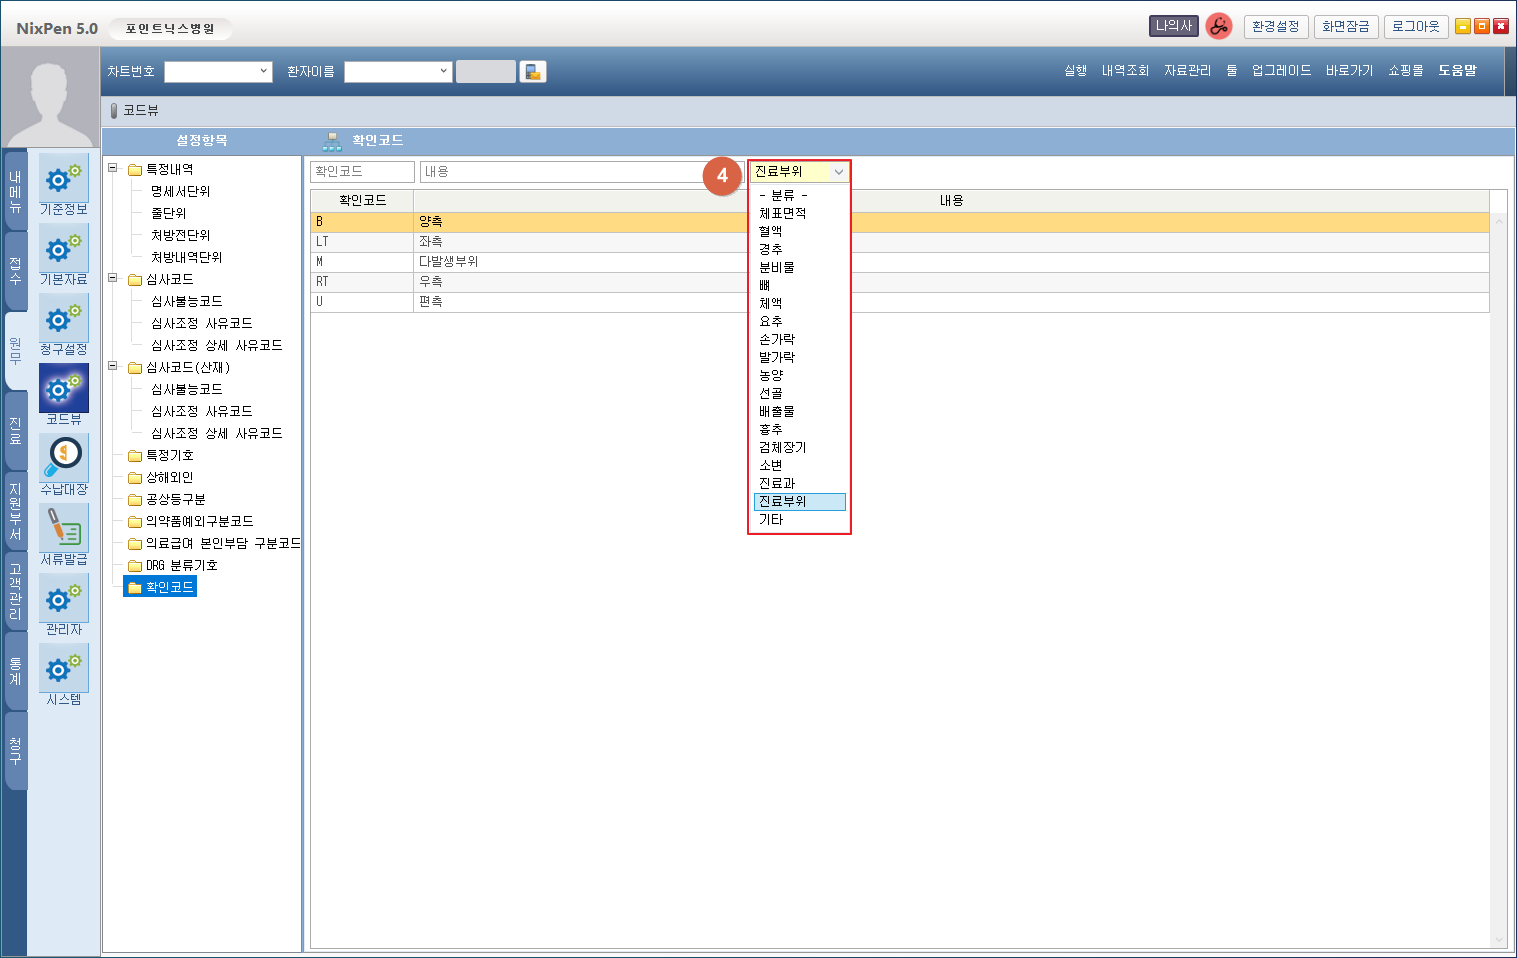 NixPen 5.0 포인트닉스병원 나의사 환경설정 화면잠금 로그아웃
차트번호 환자이름 실행 내역조회 자료관리 툴 업그레이드 바로가기 쇼핑몰 도움말
코드뷰
설정항목 확인코드
내메뉴
접수
원무
진료
지원부서
고객관리
통계
청구
기준정보
기본자료
청구설정
코드뷰
수납대장
서류발급
관리자
시스템
특정내역
명세서단위
줄단위
처방전단위
처방내역단위
심사코드
심사불능코드
심사조정 사유코드
심사조정 상세 사유코드
심사코드(산재)
심사불능코드
심사조정 사유코드
심사조정 상세 사유코드
특정기호
상해외인
공상등구분
의약품예외구분코드
의료급여 본인부담 구분코드
DRG 분류기호
확인코드
확인코드 내용 4 진료부위
확인코드 내용
B 양측
LT 좌측
M 다발생부위
RT 우측
U 편측
- 분류 -
체표면적
혈액
경추
분비물
뼈
체액
요추
손가락
발가락
농양
선골
배출물
흉추
검체장기
소변
진료과
진료부위
기타